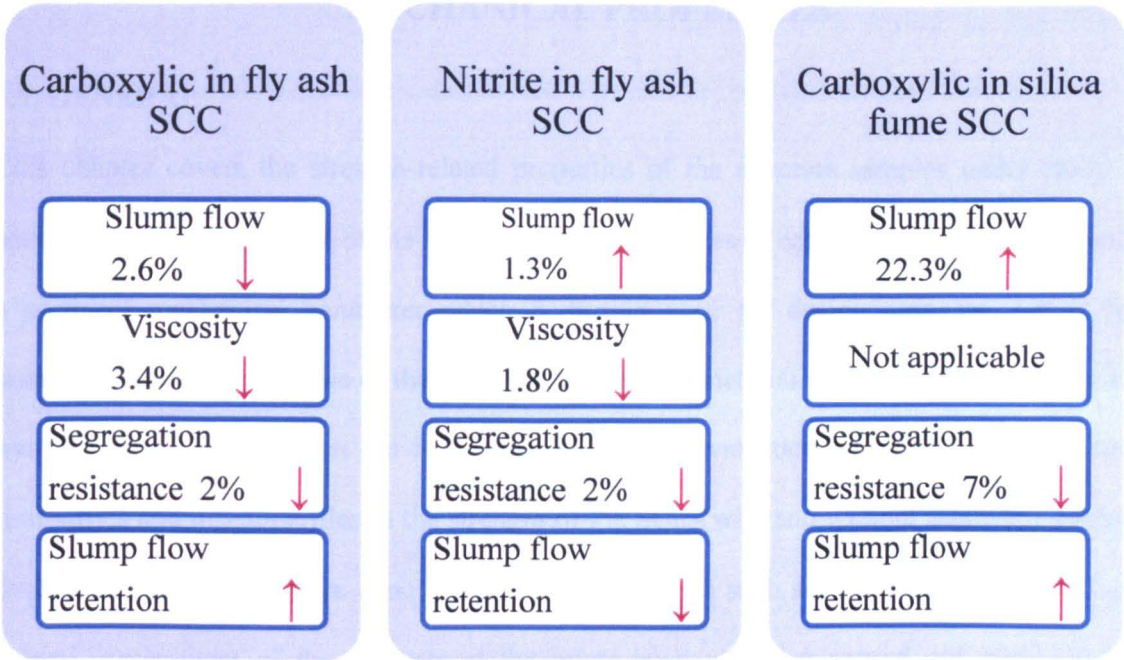 Carboxylic in fly ash
SCC
Slump flow
2.6% ↓
Viscosity
3.4% ↓
Segregation
resistance 2% ↓
Slump flow
retention ↑
Nitrite in fly ash
SCC
Slump flow
1.3% ↑
Viscosity
1.8% ↓
Segregation
resistance 2% ↓
Slump flow
retention ↓
Carboxylic in silica
fume SCC
Slump flow
22.3% ↑
Not applicable
Segregation
resistance 7% ↓
Slump flow
retention ↑